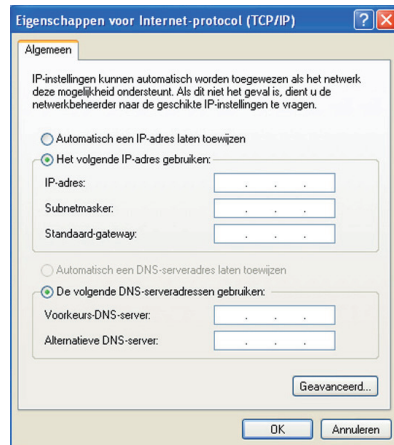 Eigenschappen voor Internet-protocol (TCP/IP)
Algemeen
IP-instellingen kunnen automatisch worden toegewezen als het netwerk
deze mogelijkheid ondersteunt. Als dit niet het geval is, dient u de
netwerkbeheerder naar de geschikte IP-instellingen te vragen.
Automatisch een IP-adres laten toewijzen
Het volgende IP-adres gebruiken:
IP-adres:
Subnetmasker:
Standaard-gateway:
Automatisch een DNS-serveradres laten toewijzen
De volgende DNS-serveradressen gebruiken:
Voorkeurs-DNS-server:
Alternatieve DNS-server:
Geavanceerd...
OK Annuleren